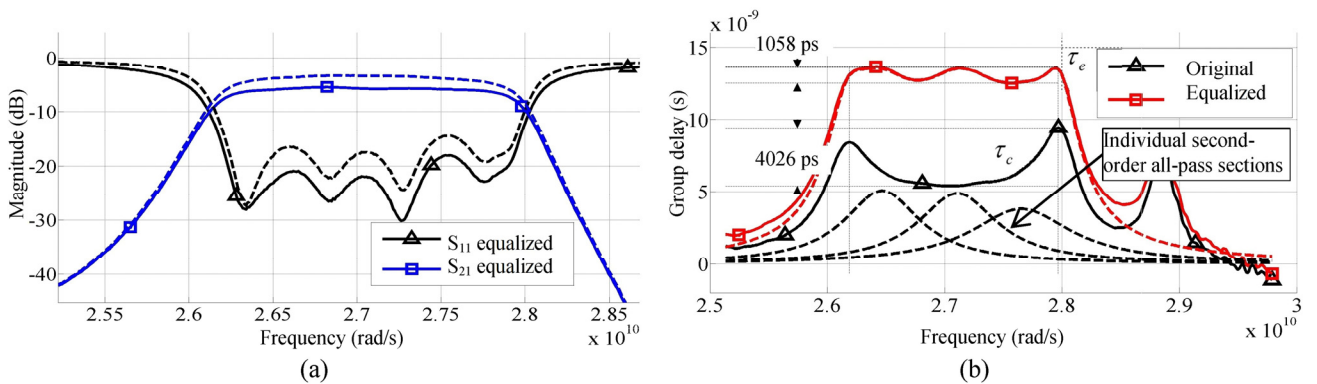 0
-10
-20
-30
-40
Magnitude (dB)
S11 equalized
S21 equalized
2.5 2.6 2.65 2.7 2.75 2.8 2.85
Frequency (rad/s)
x 10^10
(a)
x 10^-9
15
10
5
0
Group delay (s)
1058 ps
4026 ps
τe
τc
Original
Equalized
Individual second-
order all-pass sections
2.5 2.6 2.7 2.8 2.9 3
Frequency (rad/s)
x 10^10
(b)